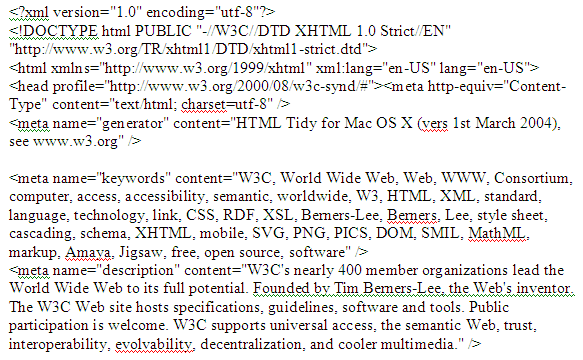 <?xml version="1.0" encoding="utf-8"?>
<!DOCTYPE html PUBLIC "-//W3C//DTD XHTML 1.0 Strict//EN"
"http://www.w3.org/TR/xhtml1/DTD/xhtml1-strict.dtd">
<html xmlns="http://www.w3.org/1999/xhtml" xml:lang="en-US" lang="en-US">
<head profile="http://www.w3.org/2000/08/w3c-synd/#"><meta http-equiv="Content-
Type" content="text/html; charset=utf-8" />
<meta name="generator" content="HTML Tidy for Mac OS X (vers 1st March 2004),
see www.w3.org" />

<meta name="keywords" content="W3C, World Wide Web, Web, WWW, Consortium,
computer, access, accessibility, semantic, worldwide, W3, HTML, XML, standard,
language, technology, link, CSS, RDF, XSL, Berners-Lee, Berners, Lee, style sheet,
cascading, schema, XHTML, mobile, SVG, PNG, PICS, DOM, SMIL, MathML,
markup, Amaya, Jigsaw, free, open source, software" />
<meta name="description" content="W3C's nearly 400 member organizations lead the
World Wide Web to its full potential. Founded by Tim Berners-Lee, the Web's inventor.
The W3C Web site hosts specifications, guidelines, software and tools. Public
participation is welcome. W3C supports universal access, the semantic Web, trust,
interoperability, evolvability, decentralization, and cooler multimedia." />